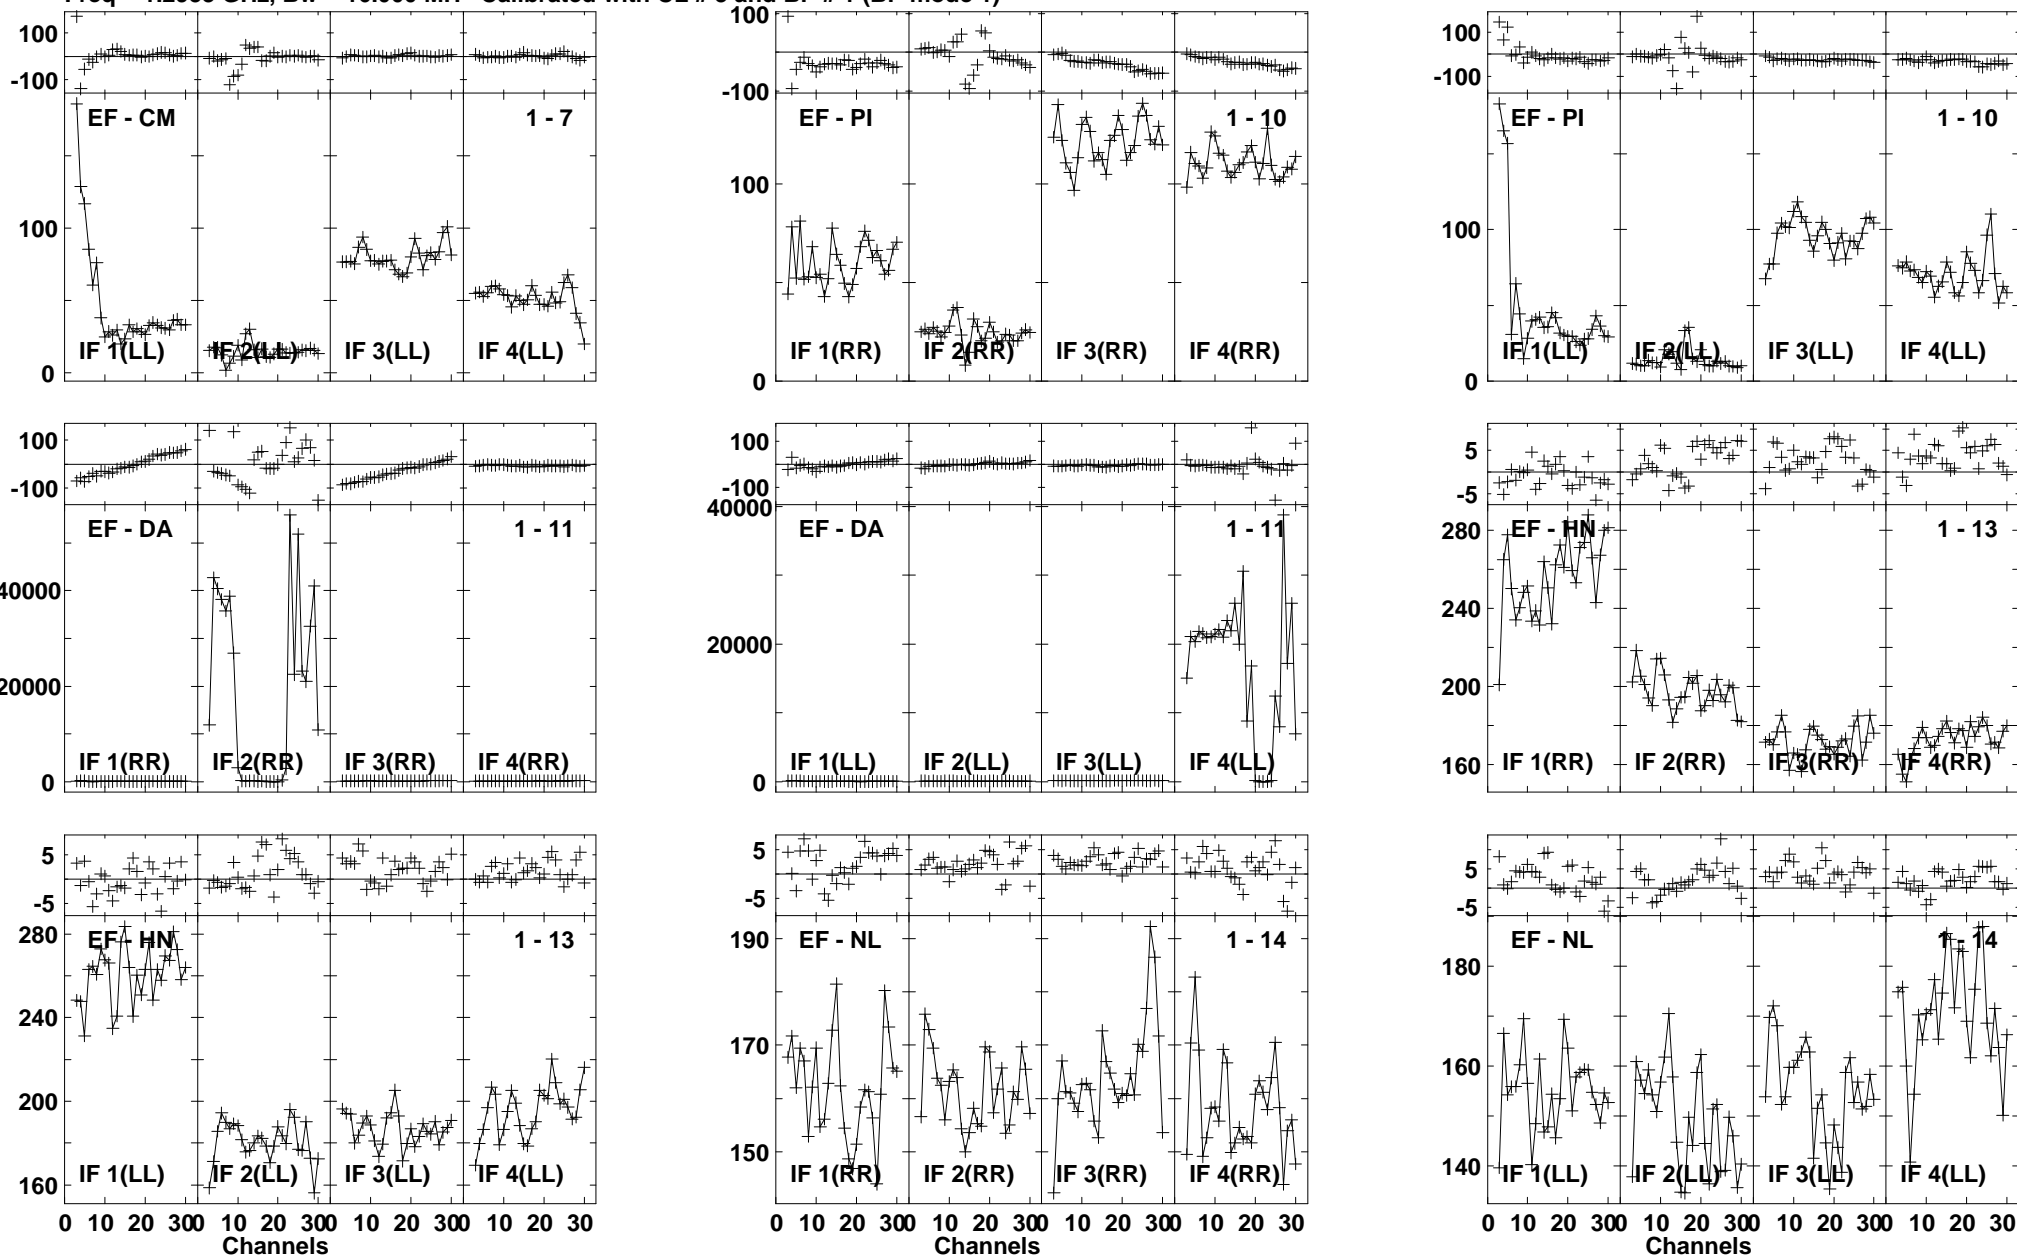 100
-100
EF - CM 1 - 7
100
0
IF 1(LL) IF 2(LL) IF 3(LL) IF 4(LL)
100
-100
EF - PI 1 - 10
100
0
IF 1(RR) IF 2(RR) IF 3(RR) IF 4(RR)
100
-100
EF - PI 1 - 10
100
0
IF 1(LL) IF 2(LL) IF 3(LL) IF 4(LL)
100
-100
EF - DA 1 - 11
40000
20000
0
IF 1(RR) IF 2(RR) IF 3(RR) IF 4(RR)
100
-100
40000
EF - DA 1 - 11
20000
0
IF 1(LL) IF 2(LL) IF 3(LL) IF 4(LL)
5
-5
EF - HN 1 - 13
280
240
200
160
IF 1(RR) IF 2(RR) IF 3(RR) IF 4(RR)
5
-5
EF - HN 1 - 13
280
240
200
160
IF 1(LL) IF 2(LL) IF 3(LL) IF 4(LL)
0 10 20 30 0 10 20 30 0 10 20 30 0 10 20 30
Channels
5
-5
EF - NL 1 - 14
190
170
150
IF 1(RR) IF 2(RR) IF 3(RR) IF 4(RR)
0 10 20 30 0 10 20 30 0 10 20 30 0 10 20 30
Channels
5
-5
EF - NL 1 - 14
180
160
140
IF 1(LL) IF 2(LL) IF 3(LL) IF 4(LL)
0 10 20 30 0 10 20 30 0 10 20 30 0 10 20 30
Channels